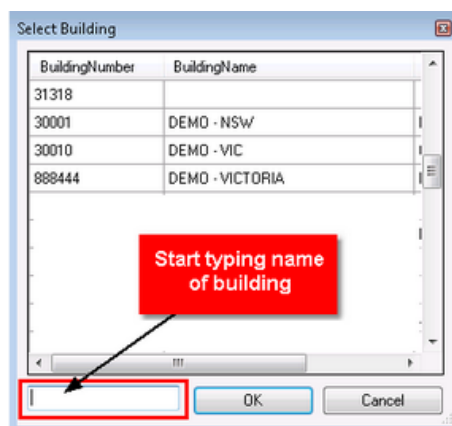 Select Building
BuildingNumber BuildingName
31318
30001 DEMO - NSW
30010 DEMO - VIC
888444 DEMO - VICTORIA
Start typing name
of building
OK Cancel